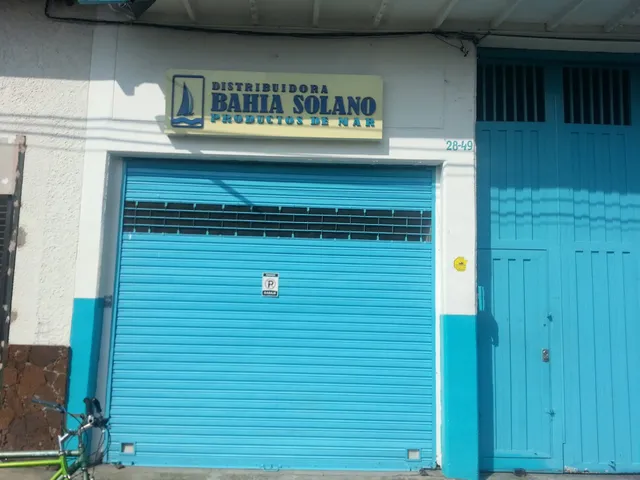 DISTRIBUIDORA
BAHIA SOLANO
PRODUCTOS DE MAR
28-49
P